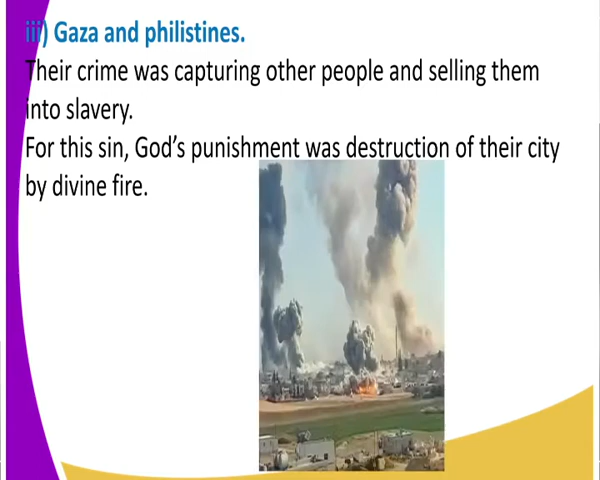 iii) Gaza and philistines.
Their crime was capturing other people and selling them
into slavery.
For this sin, God’s punishment was destruction of their city
by divine fire.